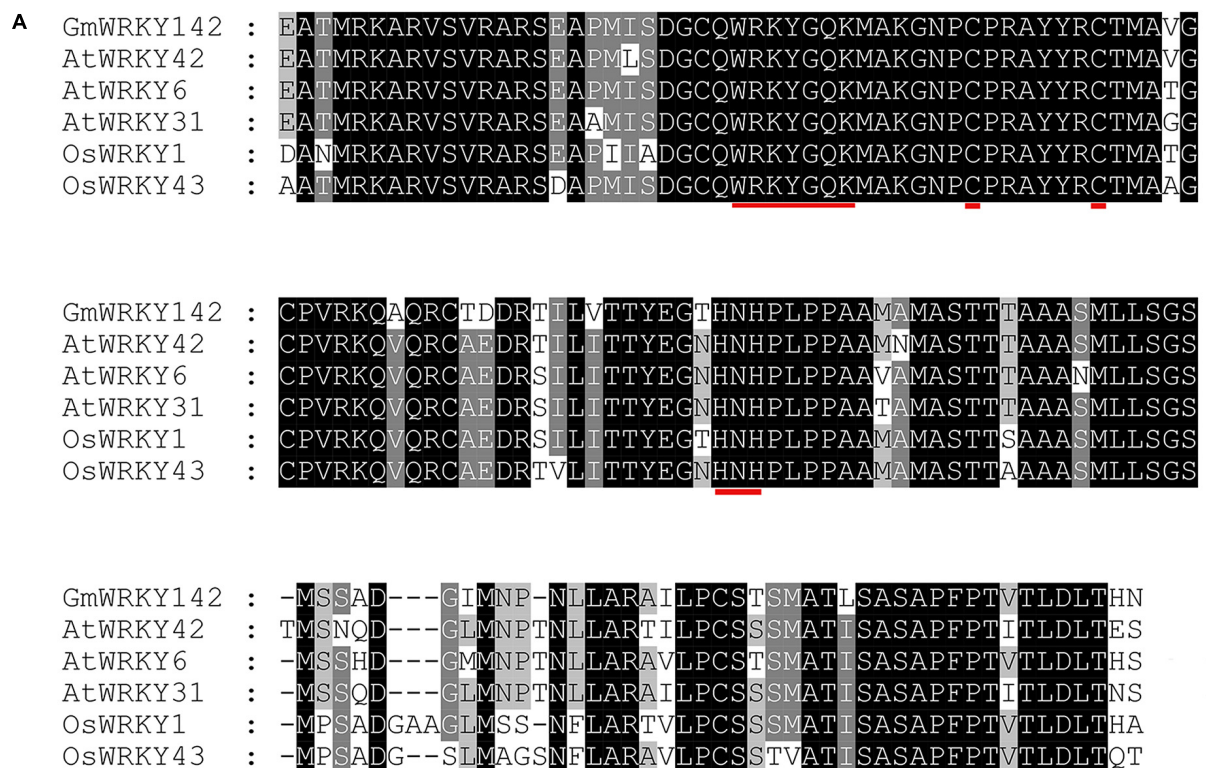 A
GmWRKY142 : EATMRKARVSVRARSEAPMISDGCQWRKYGQKMAKGNPCPRAYYRCTMAVG
AtWRKY42 : EATMRKARVSVRARSEAPMLSDGCQWRKYGQKMAKGNPCPRAYYRCTMAVG
AtWRKY6 : EATMRKARVSVRARSEAPMISDGCQWRKYGQKMAKGNPCPRAYYRCTMATG
AtWRKY31 : EATMRKARVSVRARSEAAMISDGCQWRKYGQKMAKGNPCPRAYYRCTMAGG
OsWRKY1 : DANMRKARVSVRARSEAPIIADGCQWRKYGQKMAKGNPCPRAYYRCTMATG
OsWRKY43 : AATMRKARVSVRARSDAPMISDGCQWRKYGQKMAKGNPCPRAYYRCTMAAG
GmWRKY142 : CPVRKQAQRCTDDRTILVTTYEGTHNHPLPPAAMAMASTTTAAASMLLSGS
AtWRKY42 : CPVRKQVQRCAEDRTILITTYEGNHNHPLPPAAMNMASTTTAAASMLLSGS
AtWRKY6 : CPVRKQVQRCAEDRSILITTYEGNHNHPLPPAAVAMASTTTAAANMLLSGS
AtWRKY31 : CPVRKQVQRCAEDRSILITTYEGNHNHPLPPAATAMASTTTAAASMLLSGS
OsWRKY1 : CPVRKQVQRCAEDRSILITTYEGTHNHPLPPAAMAMASTTSAAASMLLSGS
OsWRKY43 : CPVRKQVQRCAEDRTVLITTYEGNHNHPLPPAAMAMASTTAAAASMLLSGS
GmWRKY142 : -MSSAD---GIMNP-NLLARAILPCSTSMATLSASAPFPTVTLDLTHN
AtWRKY42 : TMSNQD---GLMNPTNLLARTILPCSSSMATISASAPFPTITLDLTES
AtWRKY6 : -MSSHD---GMMNPTNLLARAVLPCSTSMATISASAPFPTVTLDLTHS
AtWRKY31 : -MSSQD---GLMNPTNLLARAILPCSSSMATISASAPFPTITLDLTNS
OsWRKY1 : -MPSADGAAGLMSS-NFLARTVLPCSSSMATISASAPFPTVTLDLTHA
OsWRKY43 : -MPSADG--SLMAGSNFLARAVLPCSSTVATISASAPFPTVTLDLTQT